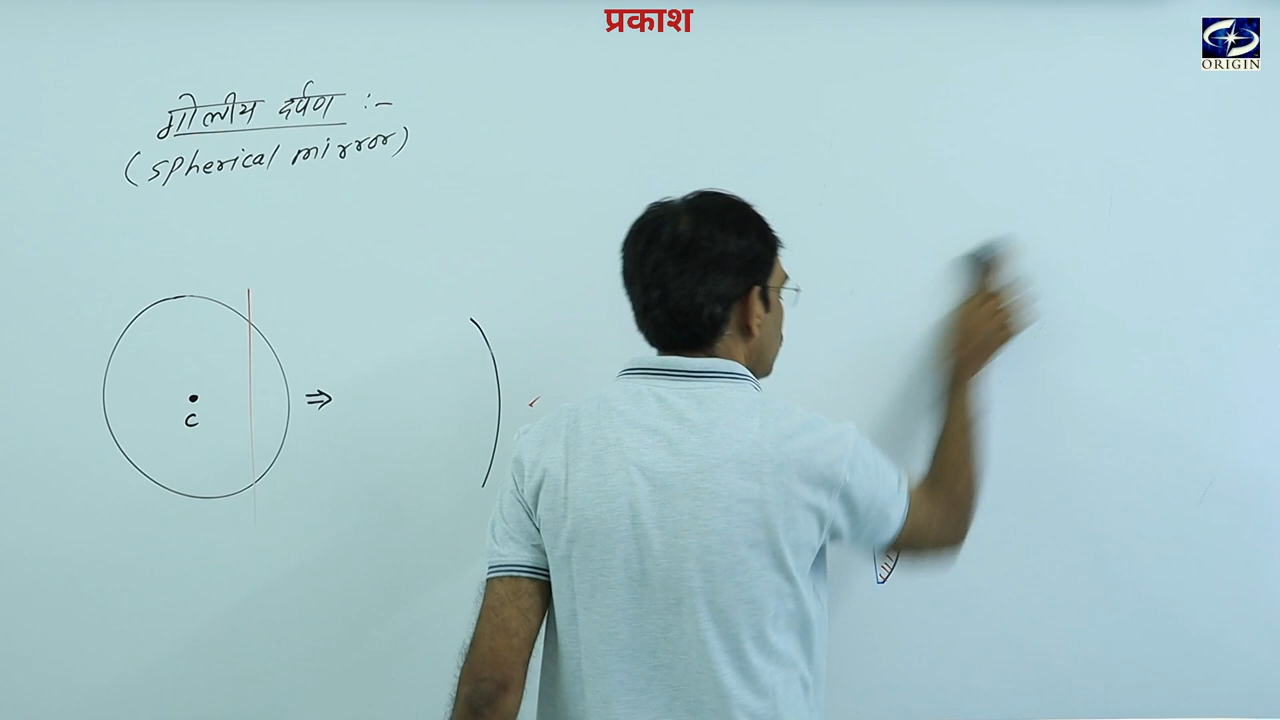 प्रकाश
ORIGIN
गोलीय दर्पण :-
(spherical mirror)
C
⇒